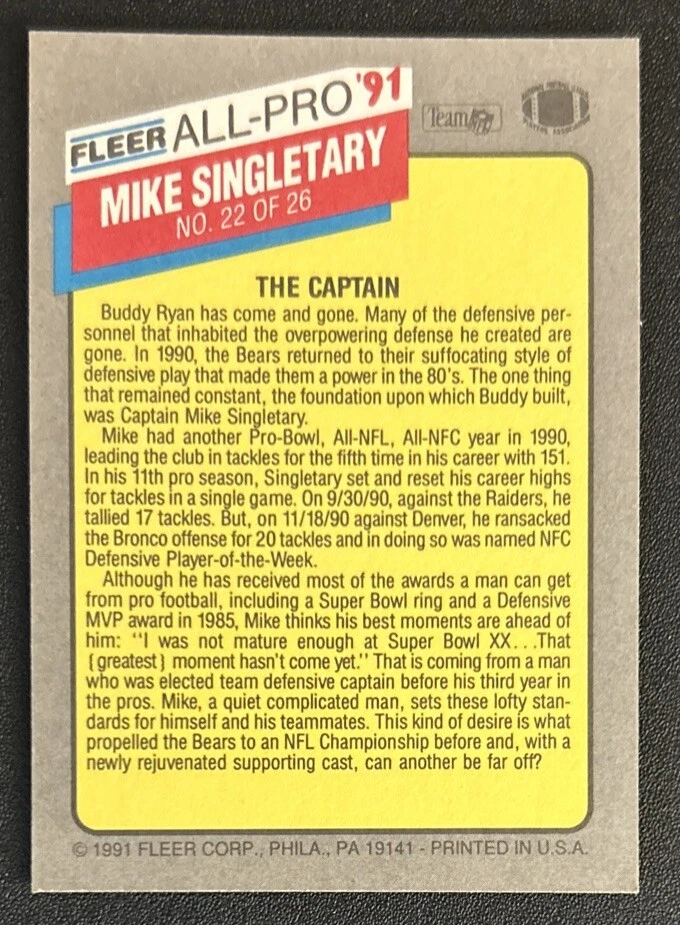 FLEER ALL-PRO '91
Team NFL
MIKE SINGLETARY
NO. 22 OF 26
THE CAPTAIN
Buddy Ryan has come and gone. Many of the defensive per-
sonnel that inhabited the overpowering defense he created are
gone. In 1990, the Bears returned to their suffocating style of
defensive play that made them a power in the 80's. The one thing
that remained constant, the foundation upon which Buddy built,
was Captain Mike Singletary.
Mike had another Pro-Bowl, All-NFL, All-NFC year in 1990,
leading the club in tackles for the fifth time in his career with 151.
In his 11th pro season, Singletary set and reset his career highs
for tackles in a single game. On 9/30/90, against the Raiders, he
tallied 17 tackles. But, on 11/18/90 against Denver, he ransacked
the Bronco offense for 20 tackles and in doing so was named NFC
Defensive Player-of-the-Week.
Although he has received most of the awards a man can get
from pro football, including a Super Bowl ring and a Defensive
MVP award in 1985, Mike thinks his best moments are ahead of
him: "I was not mature enough at Super Bowl XX...That
{greatest} moment hasn't come yet." That is coming from a man
who was elected team defensive captain before his third year in
the pros. Mike, a quiet complicated man, sets these lofty stan-
dards for himself and his teammates. This kind of desire is what
propelled the Bears to an NFL Championship before and, with a
newly rejuvenated supporting cast, can another be far off?
© 1991 FLEER CORP., PHILA., PA 19141 - PRINTED IN U.S.A.